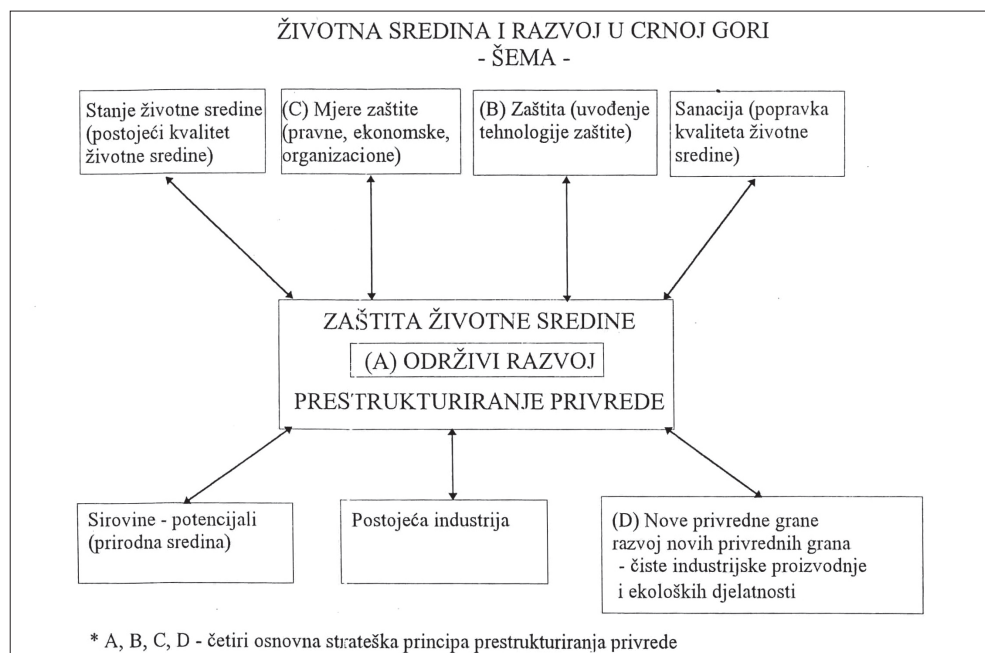 ŽIVOTNA SREDINA I RAZVOJ U CRNOJ GORI
- ŠEMA -
Stanje životne sredine
(postojeći kvalitet
životne sredine)
(C) Mjere zaštite
(pravne, ekonomske,
organizacione)
(B) Zaštita (uvođenje
tehnologije zaštite)
Sanacija (popravka
kvaliteta životne
sredine)
ZAŠTITA ŽIVOTNE SREDINE
(A) ODRŽIVI RAZVOJ
PRESTRUKTURIRANJE PRIVREDE
Sirovine - potencijali
(prirodna sredina)
Postojeća industrija
(D) Nove privredne grane
razvoj novih privrednih grana
- čiste industrijske proizvodnje
i ekoloških djelatnosti
* A, B, C, D - četiri osnovna strateška principa prestrukturiranja privrede